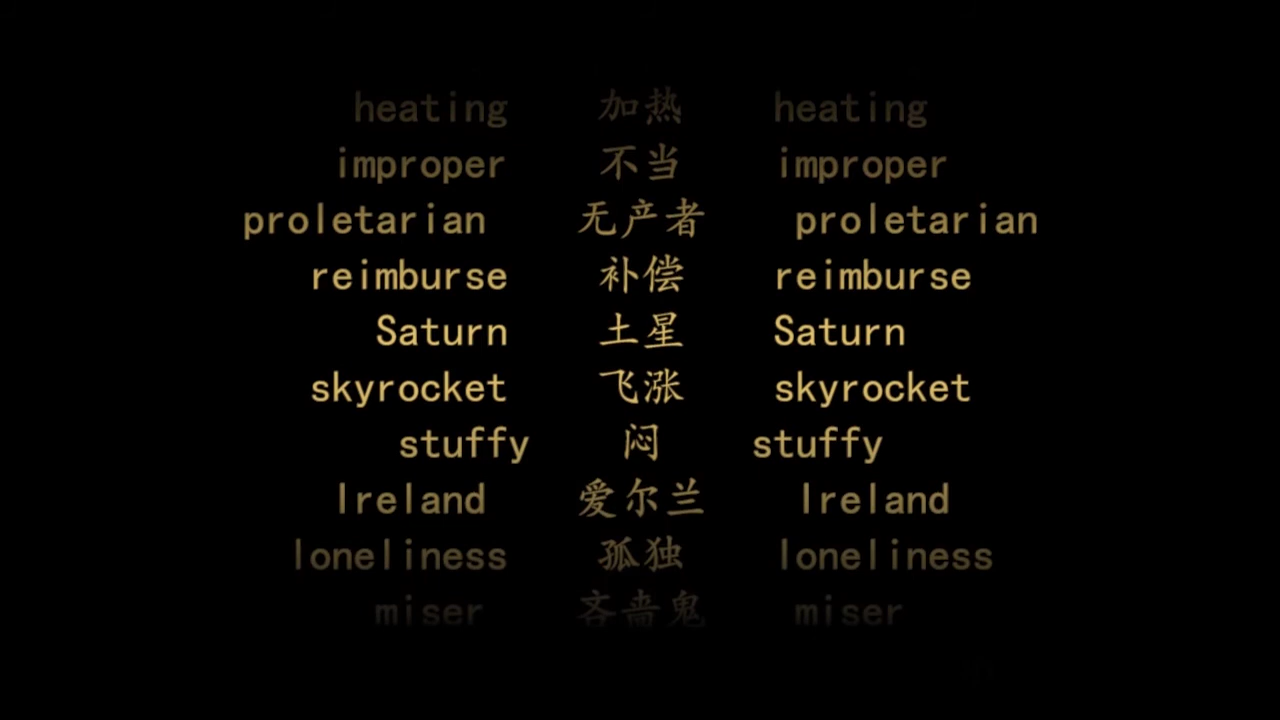 heating 加热 heating
improper 不当 improper
proletarian 无产者 proletarian
reimburse 补偿 reimburse
Saturn 土星 Saturn
skyrocket 飞涨 skyrocket
stuffy 闷 stuffy
Ireland 爱尔兰 Ireland
loneliness 孤独 loneliness
miser 吝啬鬼 miser